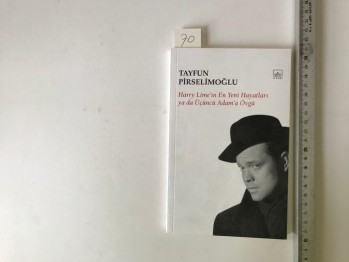 70
TAYFUN
PİRSELİMOĞLU
Harry Lime'ın En Yeni Hayatları
ya da Üçüncü Adam'a Övgü